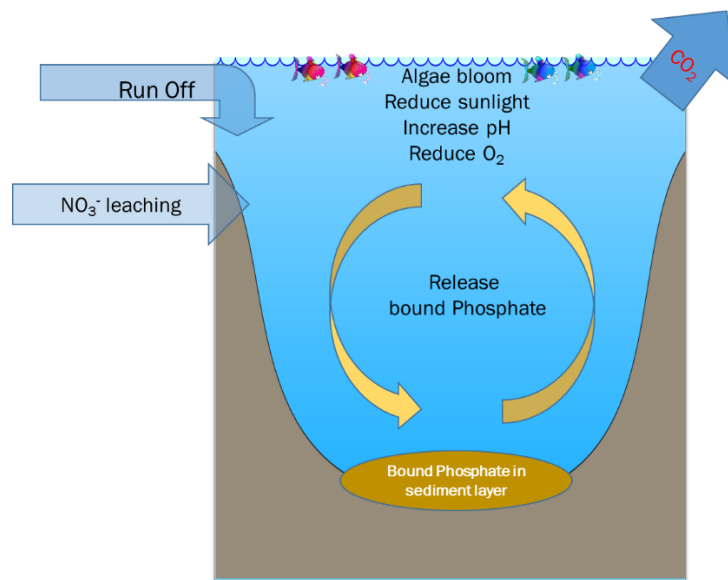 Run Off
NO₃⁻ leaching
CO₂
Algae bloom
Reduce sunlight
Increase pH
Reduce O₂
Release
bound Phosphate
Bound Phosphate in
sediment layer